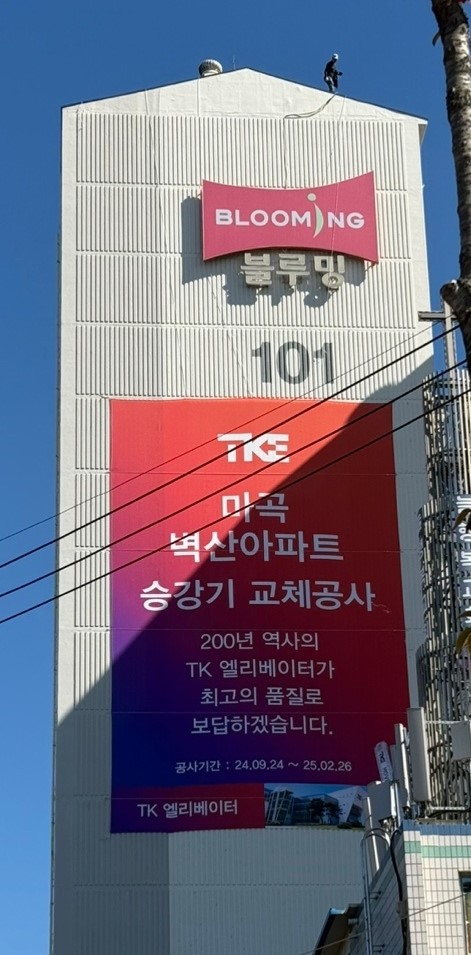 BLOOMING
블루밍
101
TKE
미곡
벽산아파트
승강기 교체공사
200년 역사의
TK 엘리베이터가
최고의 품질로
보답하겠습니다.
공사기간 : 24.09.24 ~ 25.02.26
TK 엘리베이터